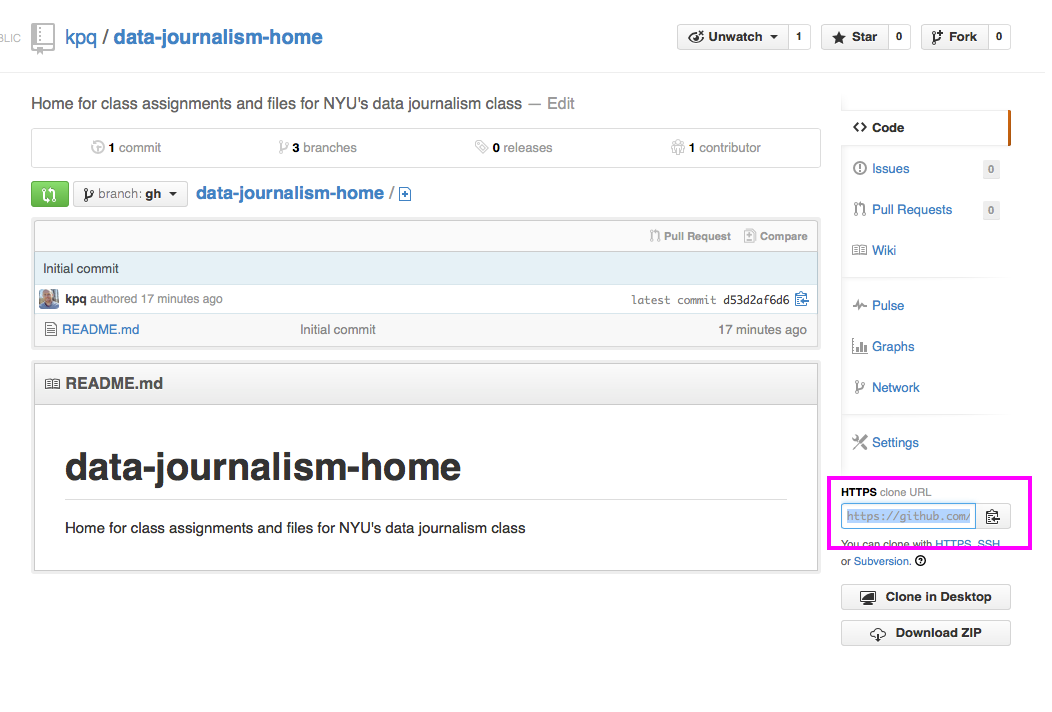 BLIC kpq / data-journalism-home Unwatch 1 Star 0 Fork 0
Home for class assignments and files for NYU's data journalism class — Edit
1 commit 3 branches 0 releases 1 contributor
branch: gh data-journalism-home /
Pull Request Compare
Initial commit
kpq authored 17 minutes ago latest commit d53d2af6d6
README.md Initial commit 17 minutes ago
README.md
data-journalism-home
Home for class assignments and files for NYU's data journalism class
Code
Issues 0
Pull Requests 0
Wiki
Pulse
Graphs
Network
Settings
HTTPS clone URL
https://github.com/
You can clone with HTTPS, SSH,
or Subversion.
Clone in Desktop
Download ZIP